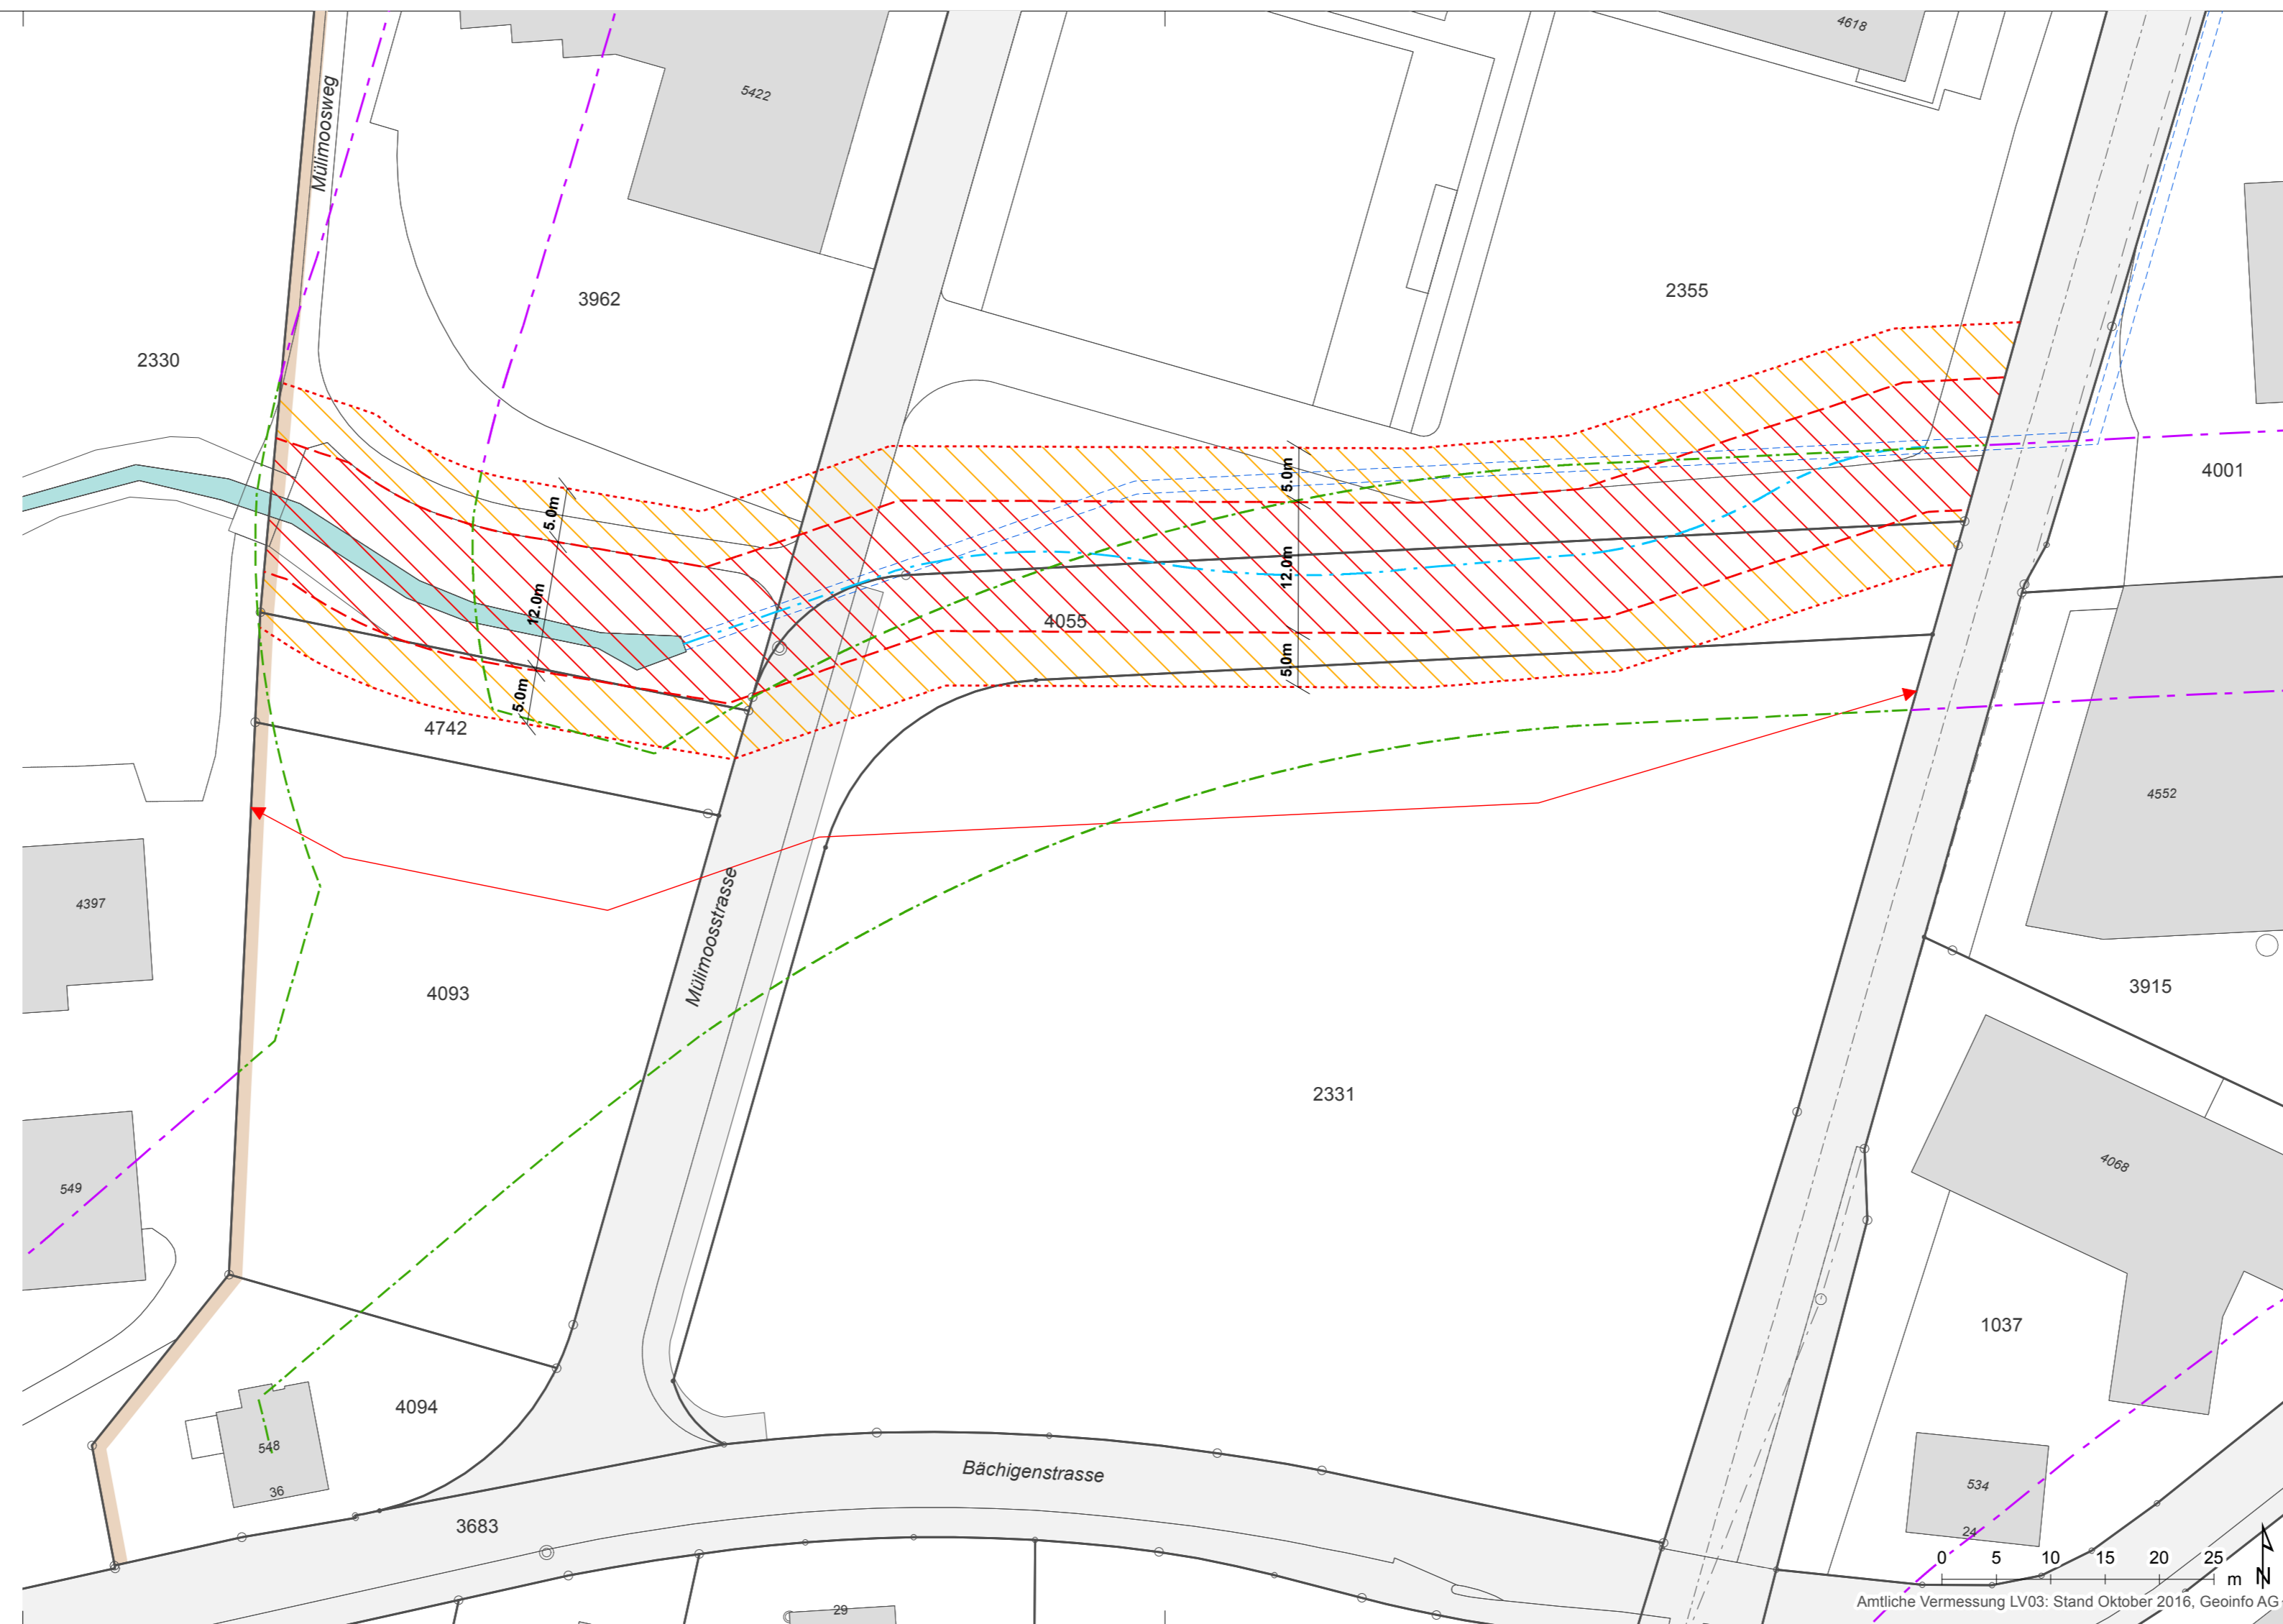 4618
Mülimoosweg
5422
3962
2355
2330
4001
5.0m
5.0m
12.0m
12.0m
4055
5.0m
5.0m
4742
4552
4397
Mülimoosstrasse
4093
3915
2331
4068
549
1037
4094
548
36
Bächigenstrasse
534
3683
24
0 5 10 15 20 25
m N
Amtliche Vermessung LV03: Stand Oktober 2016, Geoinfo AG
29